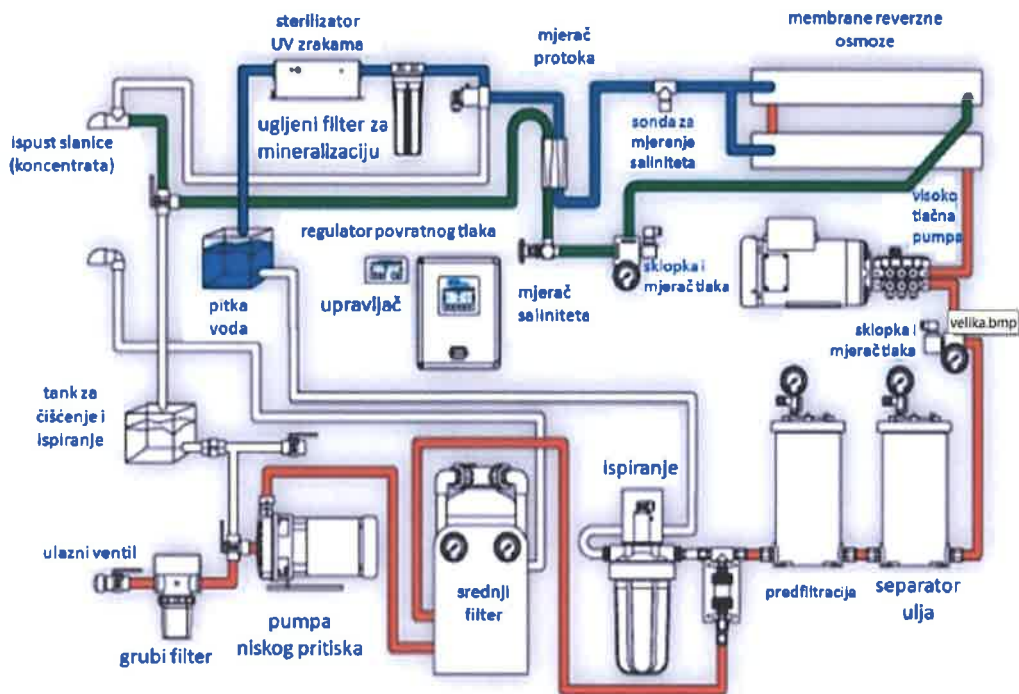 sterilizator
UV zrakama
mjerač
protoka
membrane reverzne
osmoze
ispust slanice
(koncentrata)
ugljeni filter za
mineralizaciju
sonda za
mjerenje
saliniteta
visoko
tlačna
pumpa
regulator povratnog tlaka
sklopka i
mjerač tlaka
pitka
voda
upravljač
mjerač
saliniteta
velika.bmp
sklopka i
mjerač tlaka
tank za
čišćenje i
ispiranje
ispiranje
ulazni ventil
srednji
filter
predfiltracija
separator
ulja
grubi filter
pumpa
niskog pritiska